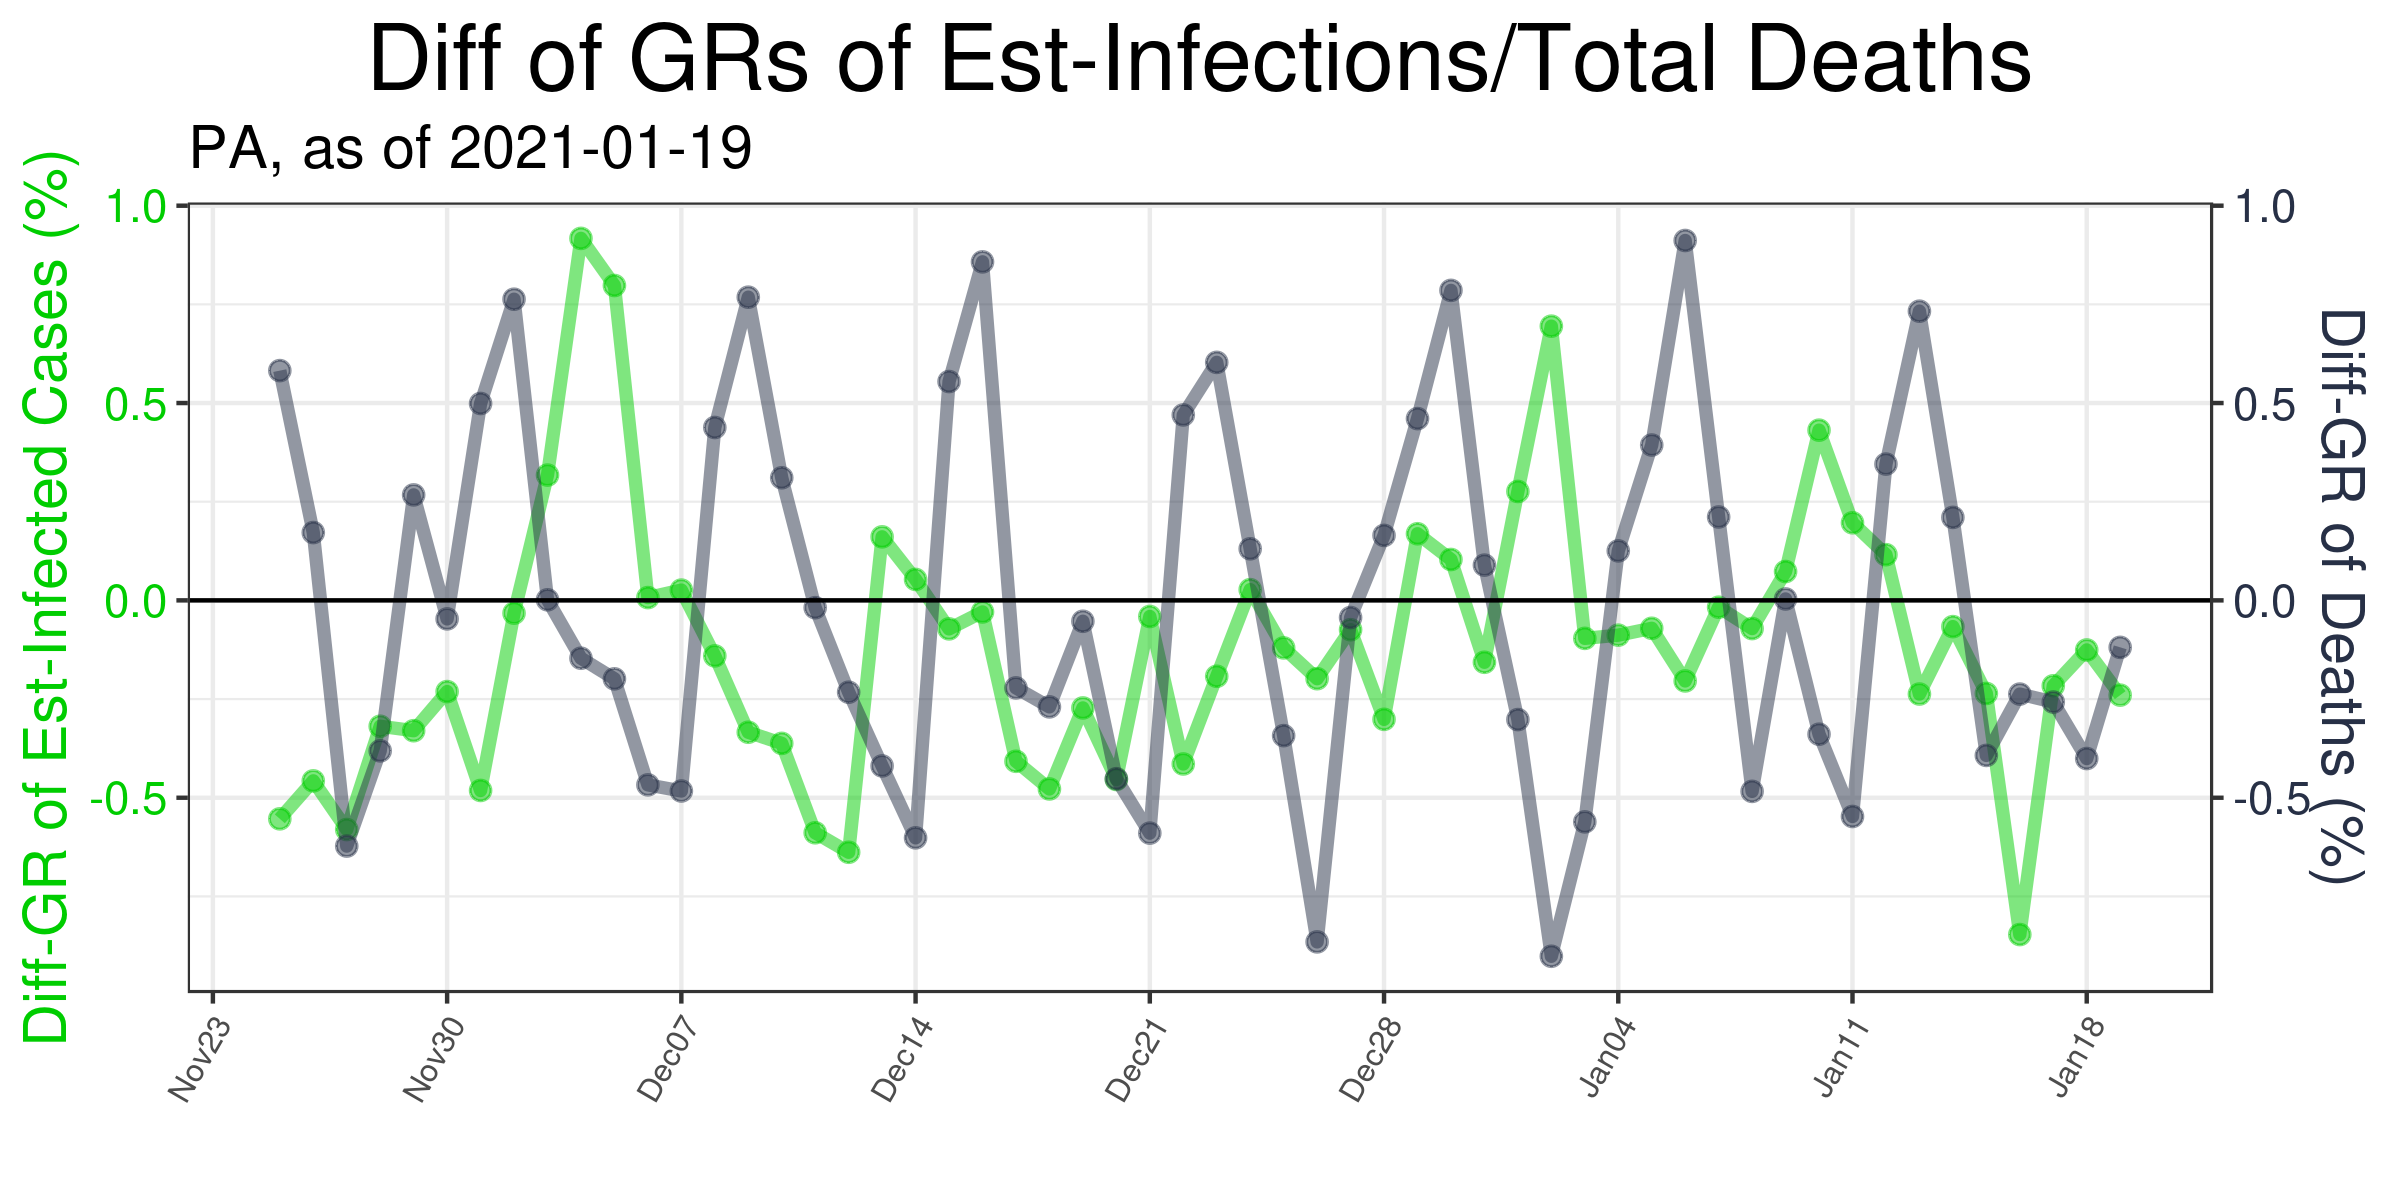 Diff of GRs of Est-Infections/Total Deaths
PA, as of 2021-01-19
Diff-GR of Est-Infected Cases (%)
1.0
0.5
0.0
-0.5
1.0
0.5
0.0
-0.5
Diff-GR of Deaths (%)
Nov23
Nov30
Dec07
Dec14
Dec21
Dec28
Jan04
Jan11
Jan18